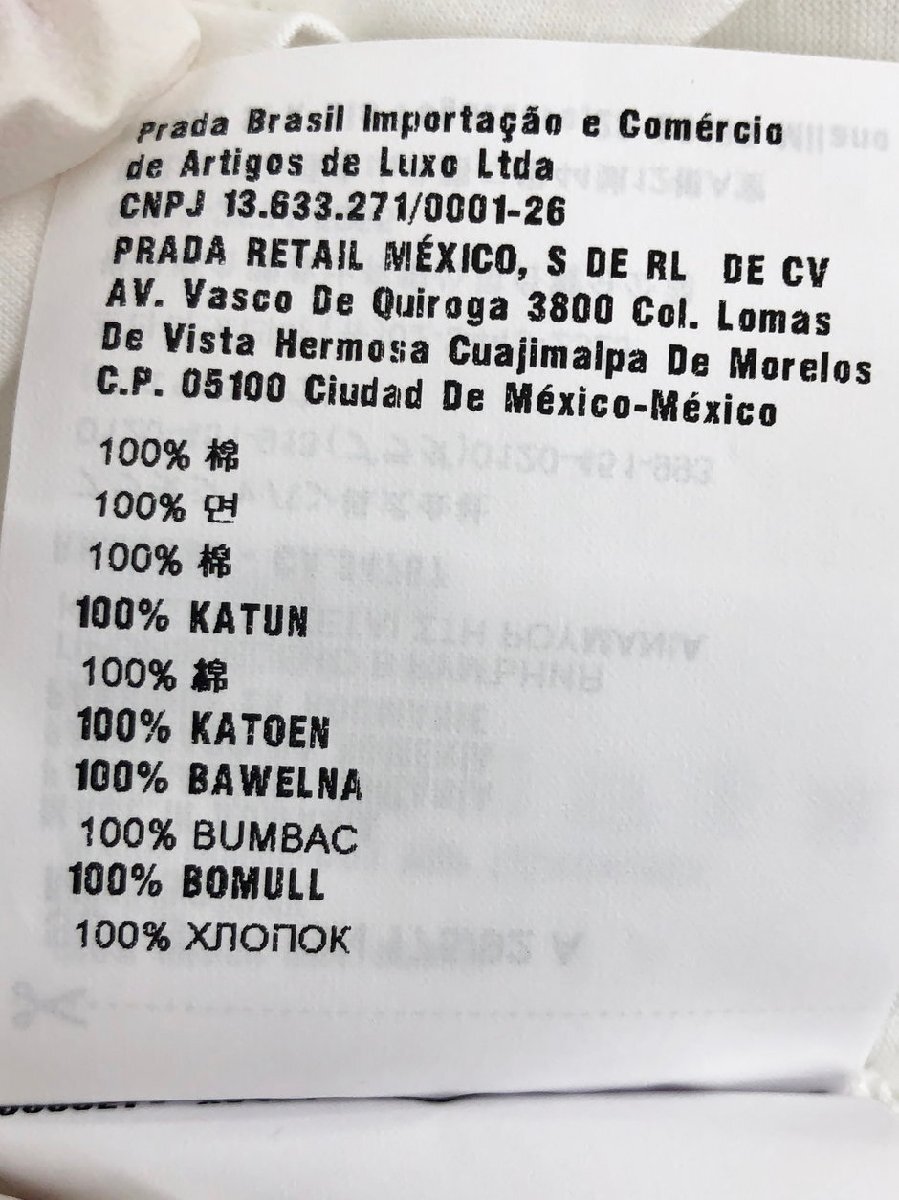 Prada Brasil Importação e Comércio
de Artigos de Luxo Ltda
CNPJ 13.633.271/0001-26
PRADA RETAIL MÉXICO, S DE RL DE CV
AV. Vasco De Quiroga 3800 Col. Lomas
De Vista Hermosa Cuajimalpa De Morelos
C.P. 05100 Ciudad De México-México
100% 棉
100% 면
100% 棉
100% KATUN
100% 綿
100% KATOEN
100% BAWELNA
100% BUMBAC
100% BOMULL
100% ХЛОПОК